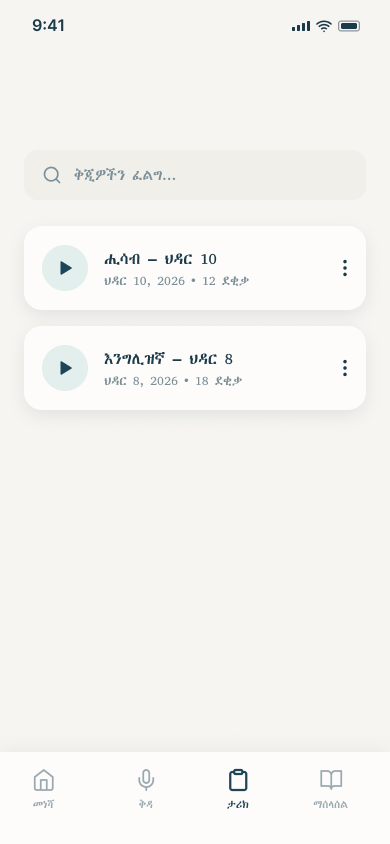 9:41
ቅጂዎችን ፈልግ...
ሒሳብ – ህዳር 10
ህዳር 10, 2026 • 12 ደቂቃ
እንግሊዝኛ – ህዳር 8
ህዳር 8, 2026 • 18 ደቂቃ
መነሻ
ቅዳ
ታሪክ
ማሰላሰል